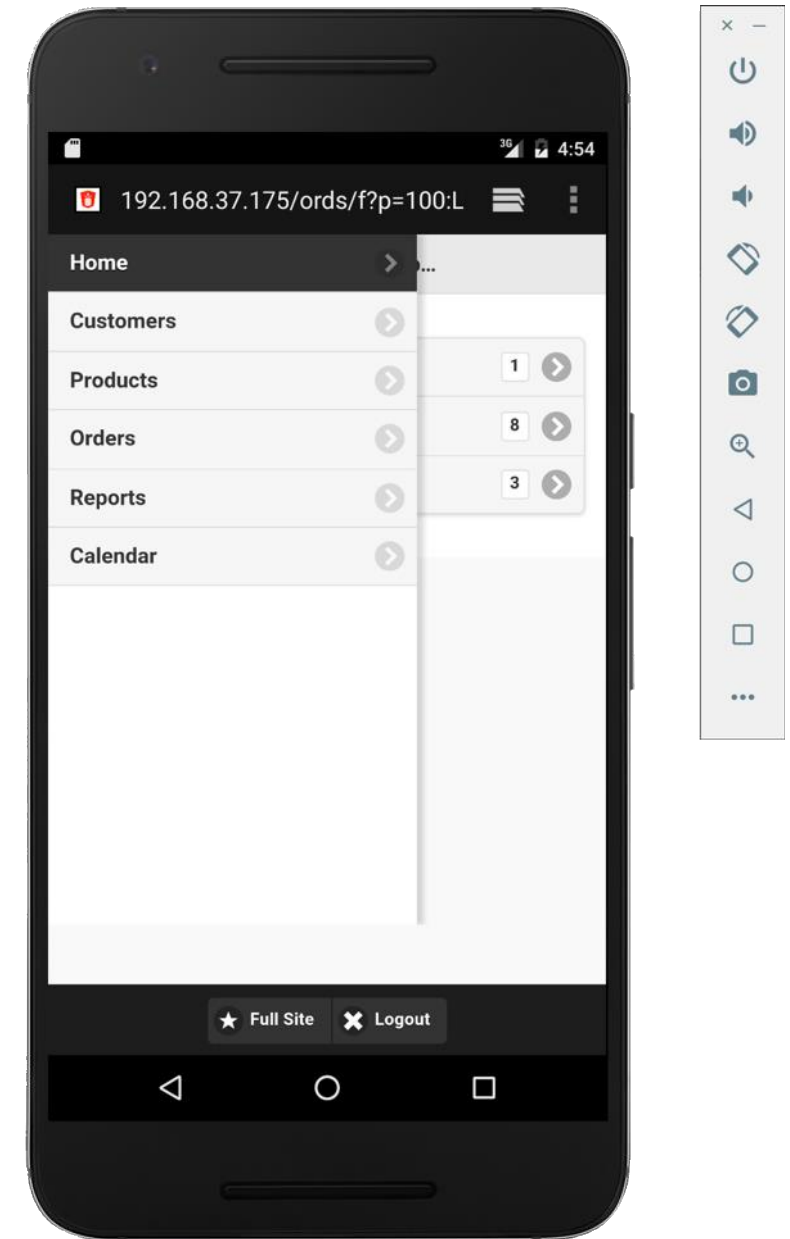 3G 4:54
192.168.37.175/ords/f?p=100:L
Home ...
Customers
Products 1
Orders 8
Reports 3
Calendar
Full Site Logout